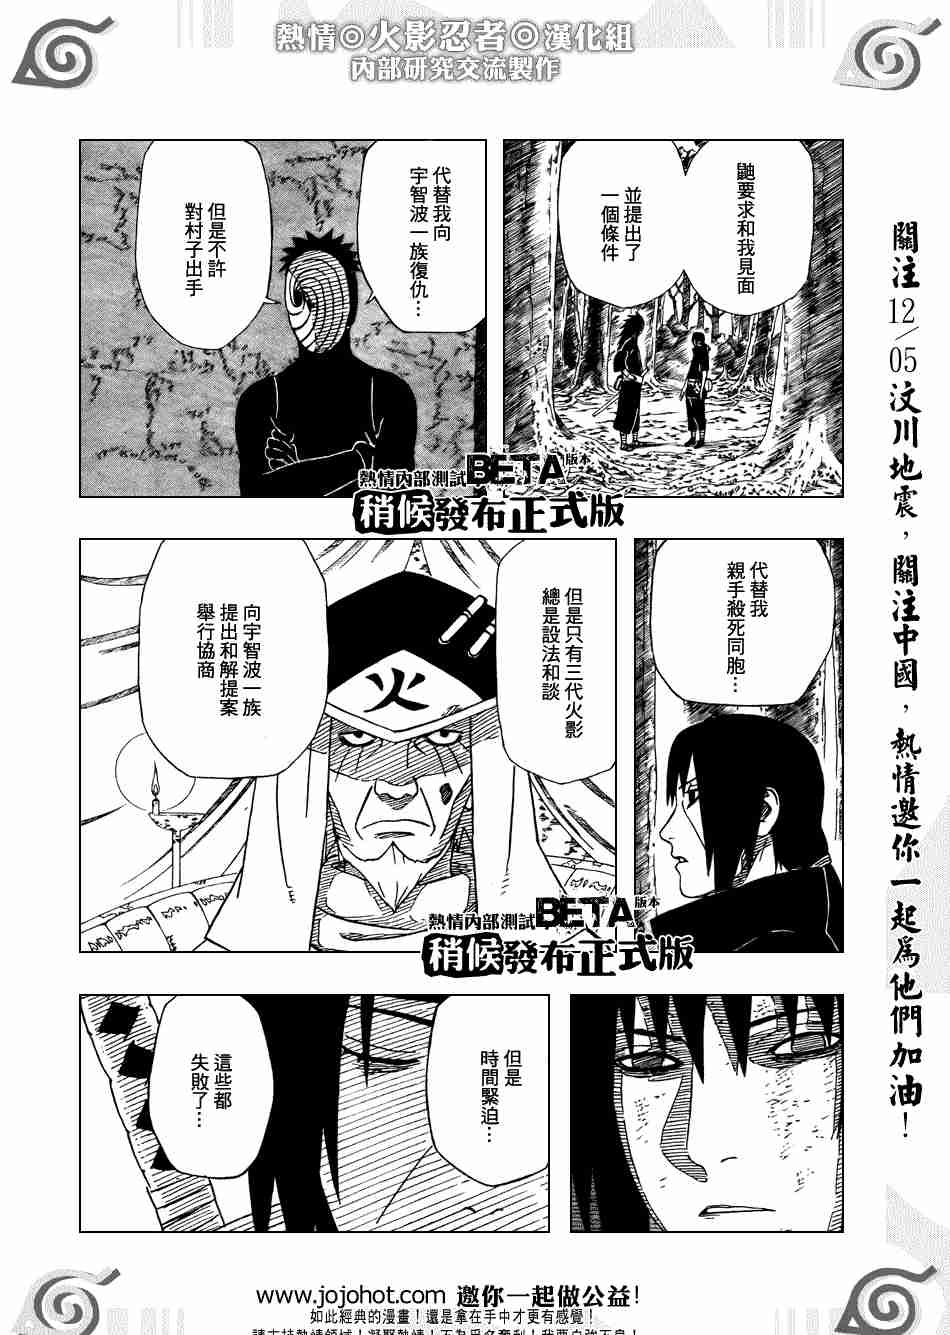 熱情◎火影忍者◎漢化組
內部研究交流製作
鼬要求和我見面
並提出了
一個條件
代替我向
宇智波一族復仇…
但是不許
對村子出手
熱情內部測試BETA版本
稍候發布正式版
代替我
親手殺死同胞…
但是只有三代火影
總是設法和談
向宇智波一族
提出和解提案
舉行協商
火
熱情內部測試BETA版本
稍候發布正式版
但是
時間緊迫…
這些都
失敗了…
關注12/05汶川地震，關注中國，熱情邀你一起為他們加油！
www.jojohot.com 邀你一起做公益！
如此經典的漫畫！還是拿在手中才更有感覺！